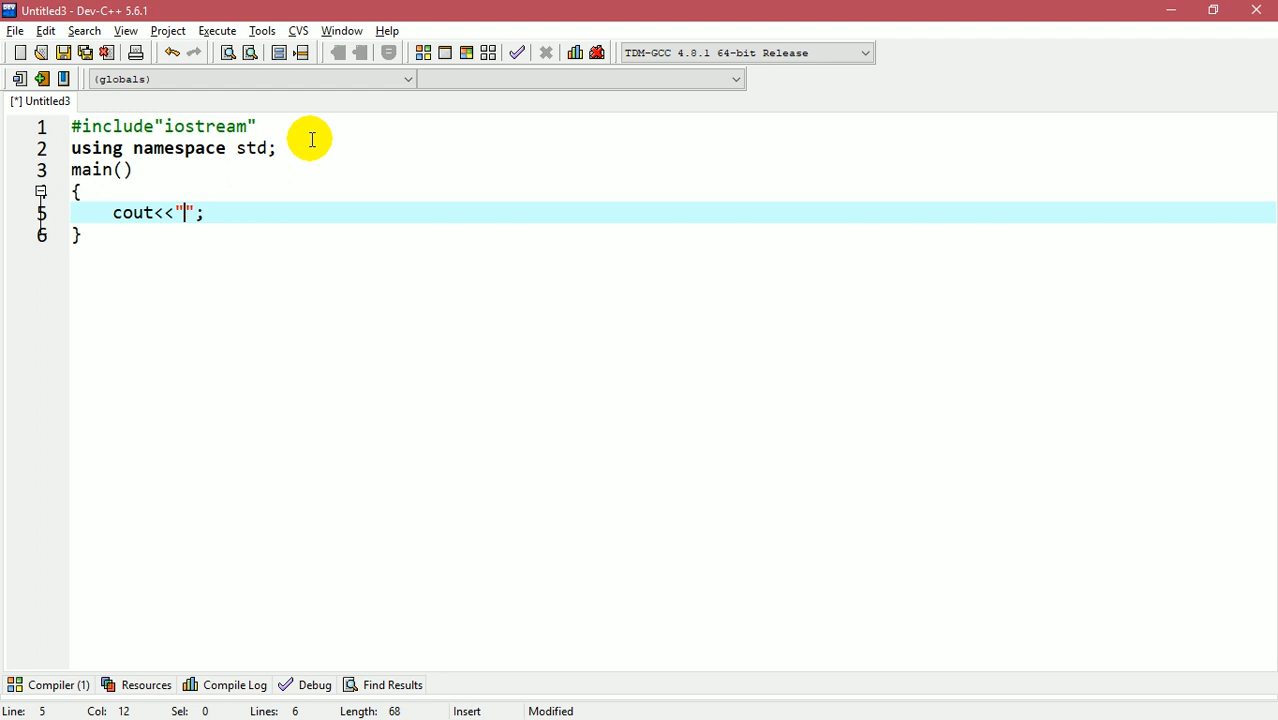 Untitled3 - Dev-C++ 5.6.1
File Edit Search View Project Execute Tools CVS Window Help
TDM-GCC 4.8.1 64-bit Release
(globals)
[*] Untitled3
1 #include"iostream"
2 using namespace std;
3 main()
{
5 cout<<"";
6 }
Compiler (1) Resources Compile Log Debug Find Results
Line: 5 Col: 12 Sel: 0 Lines: 6 Length: 68 Insert Modified